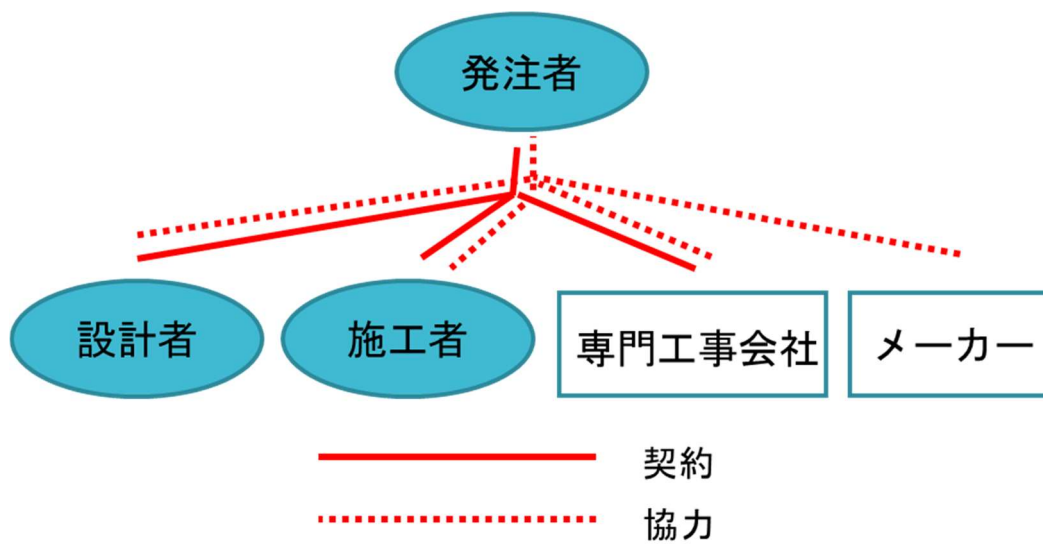 発注者
設計者
施工者
専門工事会社
メーカー
契約
協力